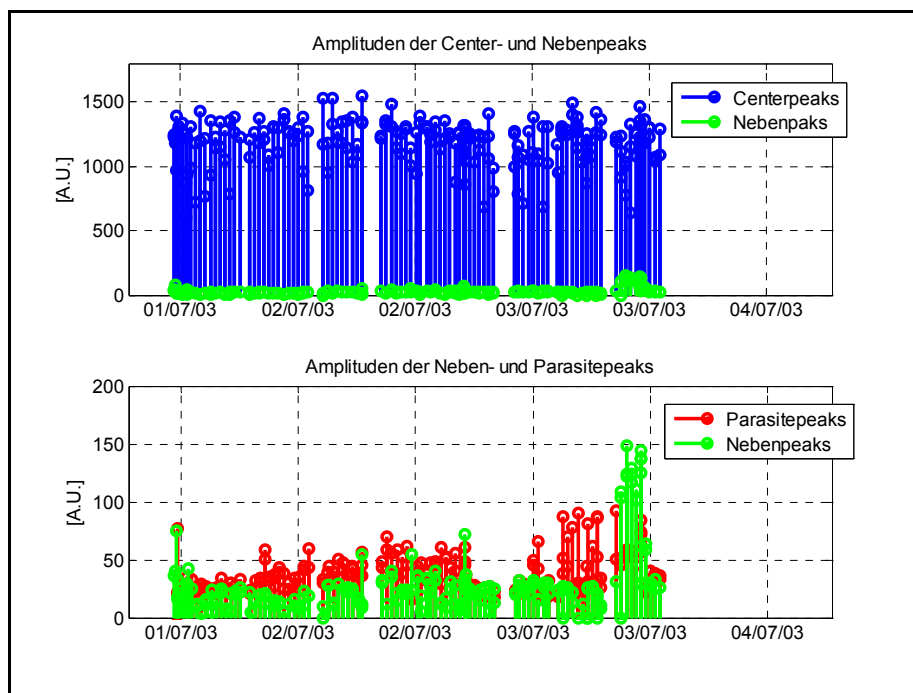 Amplituden der Center- und Nebenpeaks
[A.U.]
1500
1000
500
0
Centerpeaks
Nebenpaks
01/07/03 02/07/03 02/07/03 03/07/03 03/07/03 04/07/03
Amplituden der Neben- und Parasitepeaks
[A.U.]
200
150
100
50
0
Parasitepeaks
Nebenpeaks
01/07/03 02/07/03 02/07/03 03/07/03 03/07/03 04/07/03